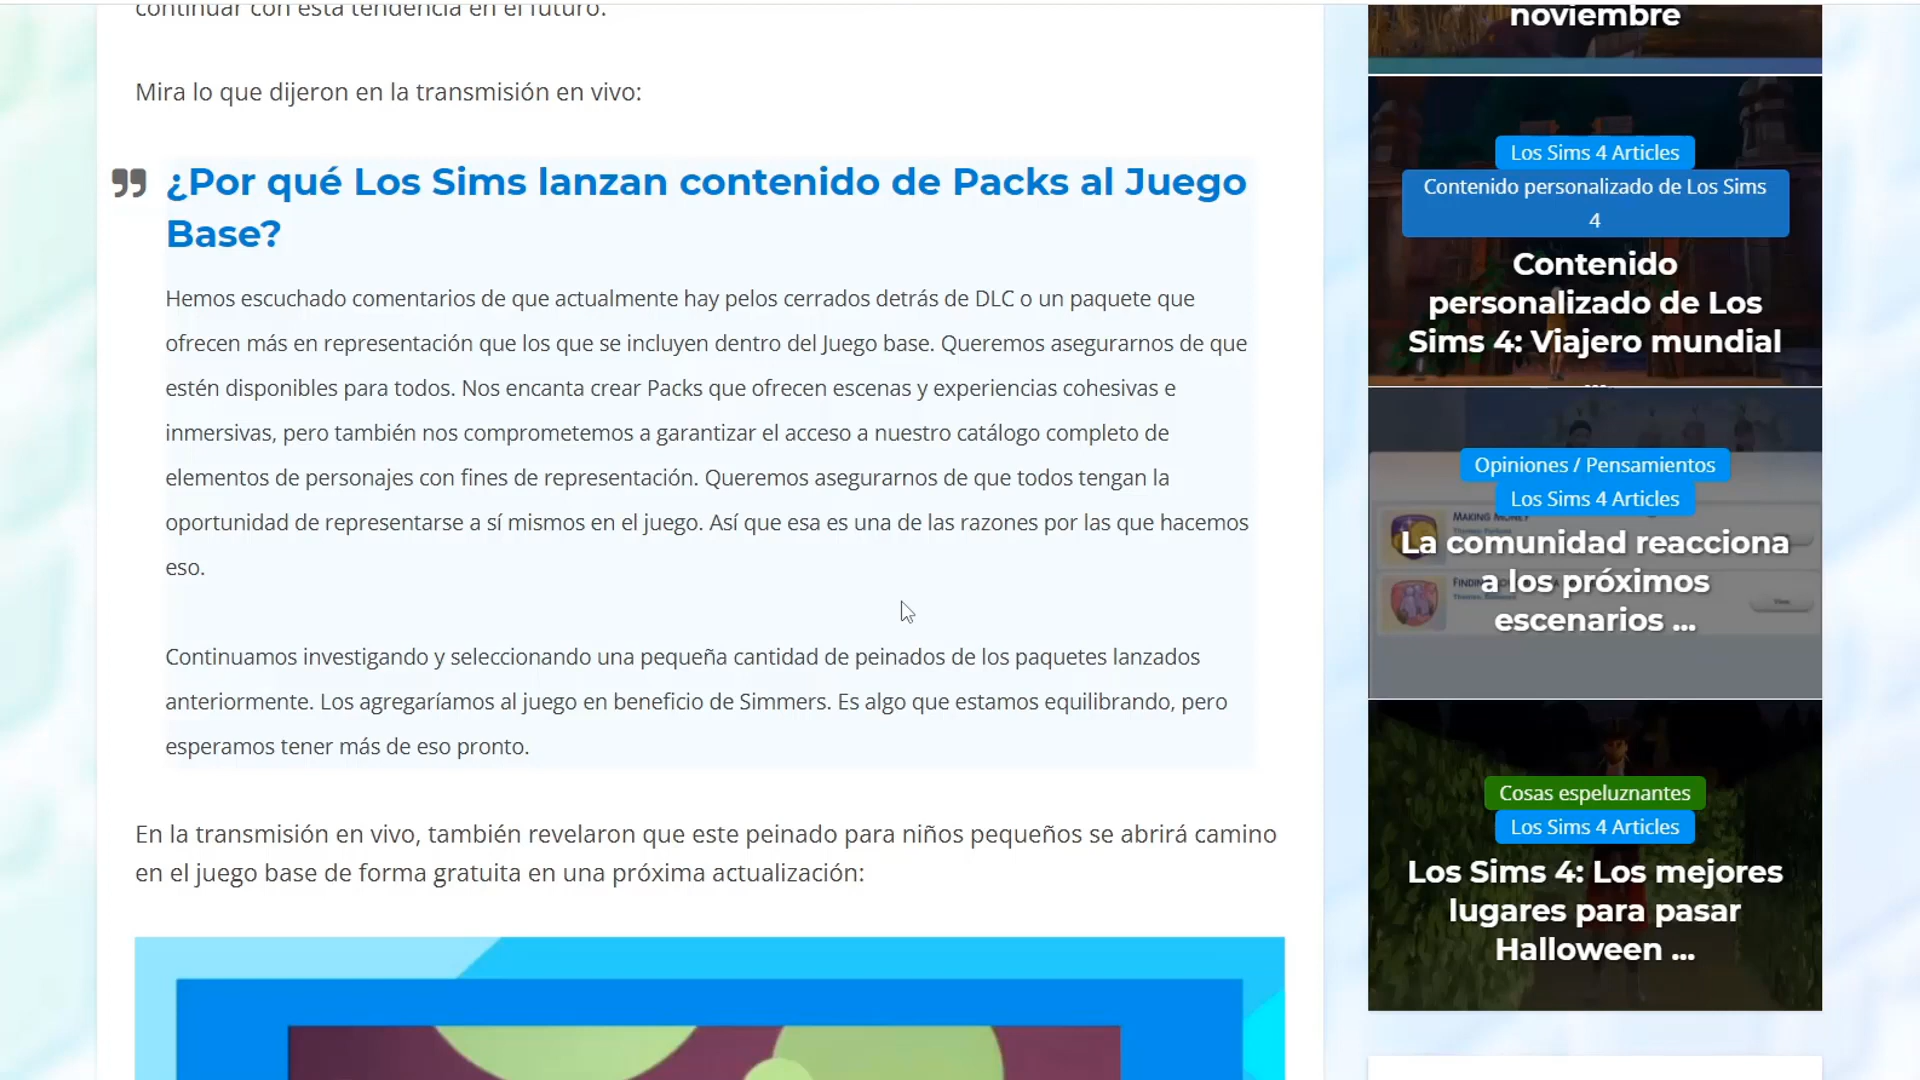 continuar con esta tendencia en el futuro.
Mira lo que dijeron en la transmisión en vivo:
¿Por qué Los Sims lanzan contenido de Packs al Juego
Base?
Hemos escuchado comentarios de que actualmente hay pelos cerrados detrás de DLC o un paquete que
ofrecen más en representación que los que se incluyen dentro del Juego base. Queremos asegurarnos de que
estén disponibles para todos. Nos encanta crear Packs que ofrecen escenas y experiencias cohesivas e
inmersivas, pero también nos comprometemos a garantizar el acceso a nuestro catálogo completo de
elementos de personajes con fines de representación. Queremos asegurarnos de que todos tengan la
oportunidad de representarse a sí mismos en el juego. Así que esa es una de las razones por las que hacemos
eso.
Continuamos investigando y seleccionando una pequeña cantidad de peinados de los paquetes lanzados
anteriormente. Los agregaríamos al juego en beneficio de Simmers. Es algo que estamos equilibrando, pero
esperamos tener más de eso pronto.
En la transmisión en vivo, también revelaron que este peinado para niños pequeños se abrirá camino
en el juego base de forma gratuita en una próxima actualización:
noviembre
Los Sims 4 Articles
Contenido personalizado de Los Sims
4
Contenido
personalizado de Los
Sims 4: Viajero mundial
...
Opiniones / Pensamientos
Los Sims 4 Articles
MAKING MONEY
La comunidad reacciona
a los próximos
escenarios ...
Cosas espeluznantes
Los Sims 4 Articles
Los Sims 4: Los mejores
lugares para pasar
Halloween ...